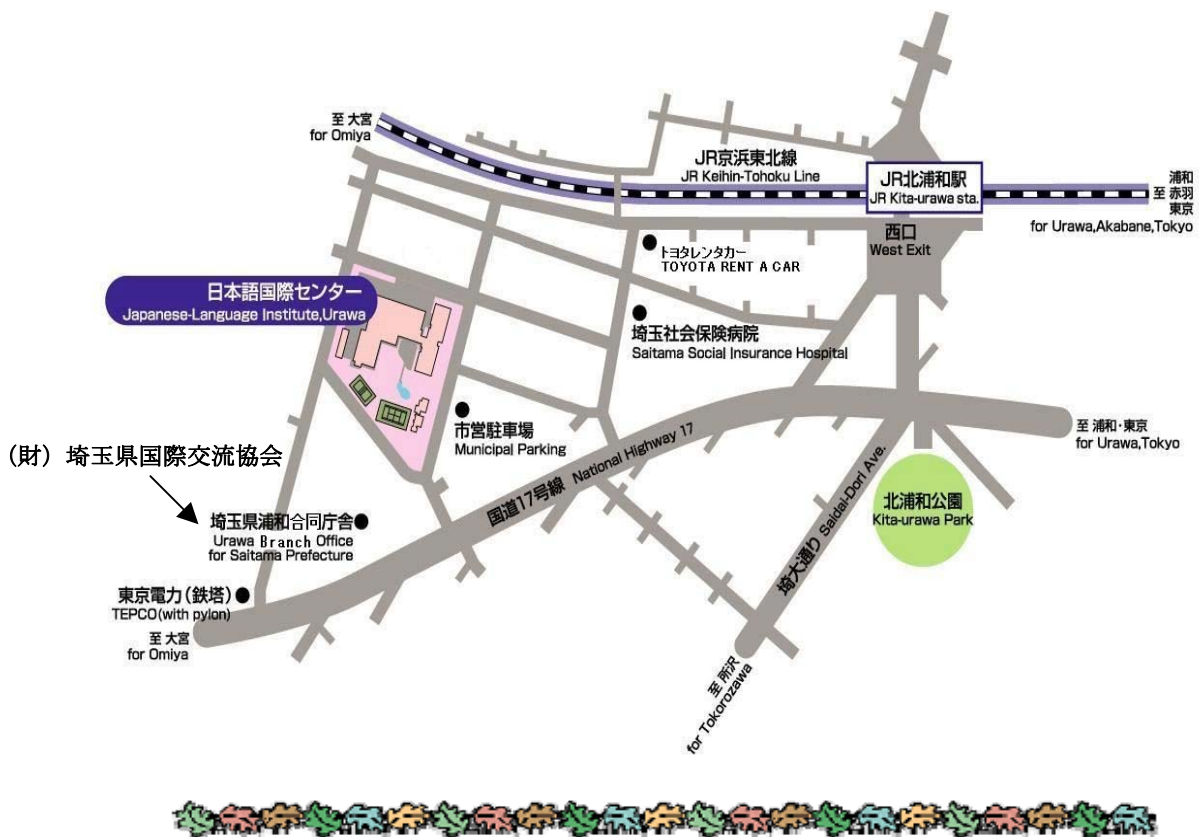 至 大宮
for Omiya
JR京浜東北線
JR Keihin-Tohoku Line
JR北浦和駅
JR Kita-urawa sta.
浦和
至 赤羽
東京
for Urawa,Akabane,Tokyo
西口
West Exit
トヨタレンタカー
TOYOTA RENT A CAR
日本語国際センター
Japanese-Language Institute,Urawa
埼玉社会保険病院
Saitama Social Insurance Hospital
市営駐車場
Municipal Parking
国道17号線 National Highway 17
至 浦和・東京
for Urawa,Tokyo
(財)埼玉県国際交流協会
埼玉県浦和合同庁舎
Urawa Branch Office
for Saitama Prefecture
北浦和公園
Kita-urawa Park
埼大通り Saidai-Dori Ave.
東京電力(鉄塔)
TEPCO(with pylon)
至 大宮
for Omiya
至 所沢
for Tokorozawa